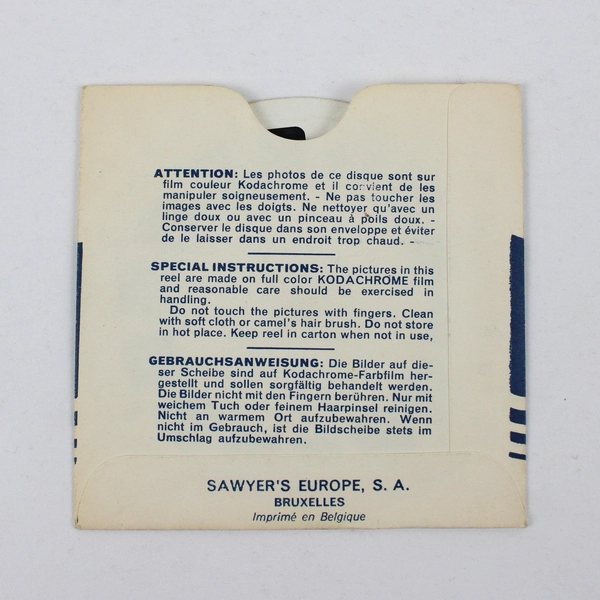 ATTENTION: Les photos de ce disque sont sur
film couleur Kodachrome et il convient de les
manipuler soigneusement. - Ne pas toucher les
images avec les doigts. Ne nettoyer qu'avec un
linge doux ou avec un pinceau à poils doux. -
Conserver le disque dans son enveloppe et éviter
de le laisser dans un endroit trop chaud. -
SPECIAL INSTRUCTIONS: The pictures in this
reel are made on full color KODACHROME film
and reasonable care should be exercised in
handling.
Do not touch the pictures with fingers. Clean
with soft cloth or camel's hair brush. Do not store
in hot place. Keep reel in carton when not in use,
GEBRAUCHSANWEISUNG: Die Bilder auf die-
ser Scheibe sind auf Kodachrome-Farbfilm her-
gestellt und sollen sorgfältig behandelt werden.
Die Bilder nicht mit den Fingern berühren. Nur mit
weichem Tuch oder feinem Haarpinsel reinigen.
Nicht an warmem Ort aufzubewahren. Wenn
nicht im Gebrauch, ist die Bildscheibe stets im
Umschlag aufzubewahren.
SAWYER'S EUROPE, S. A.
BRUXELLES
Imprimé en Belgique